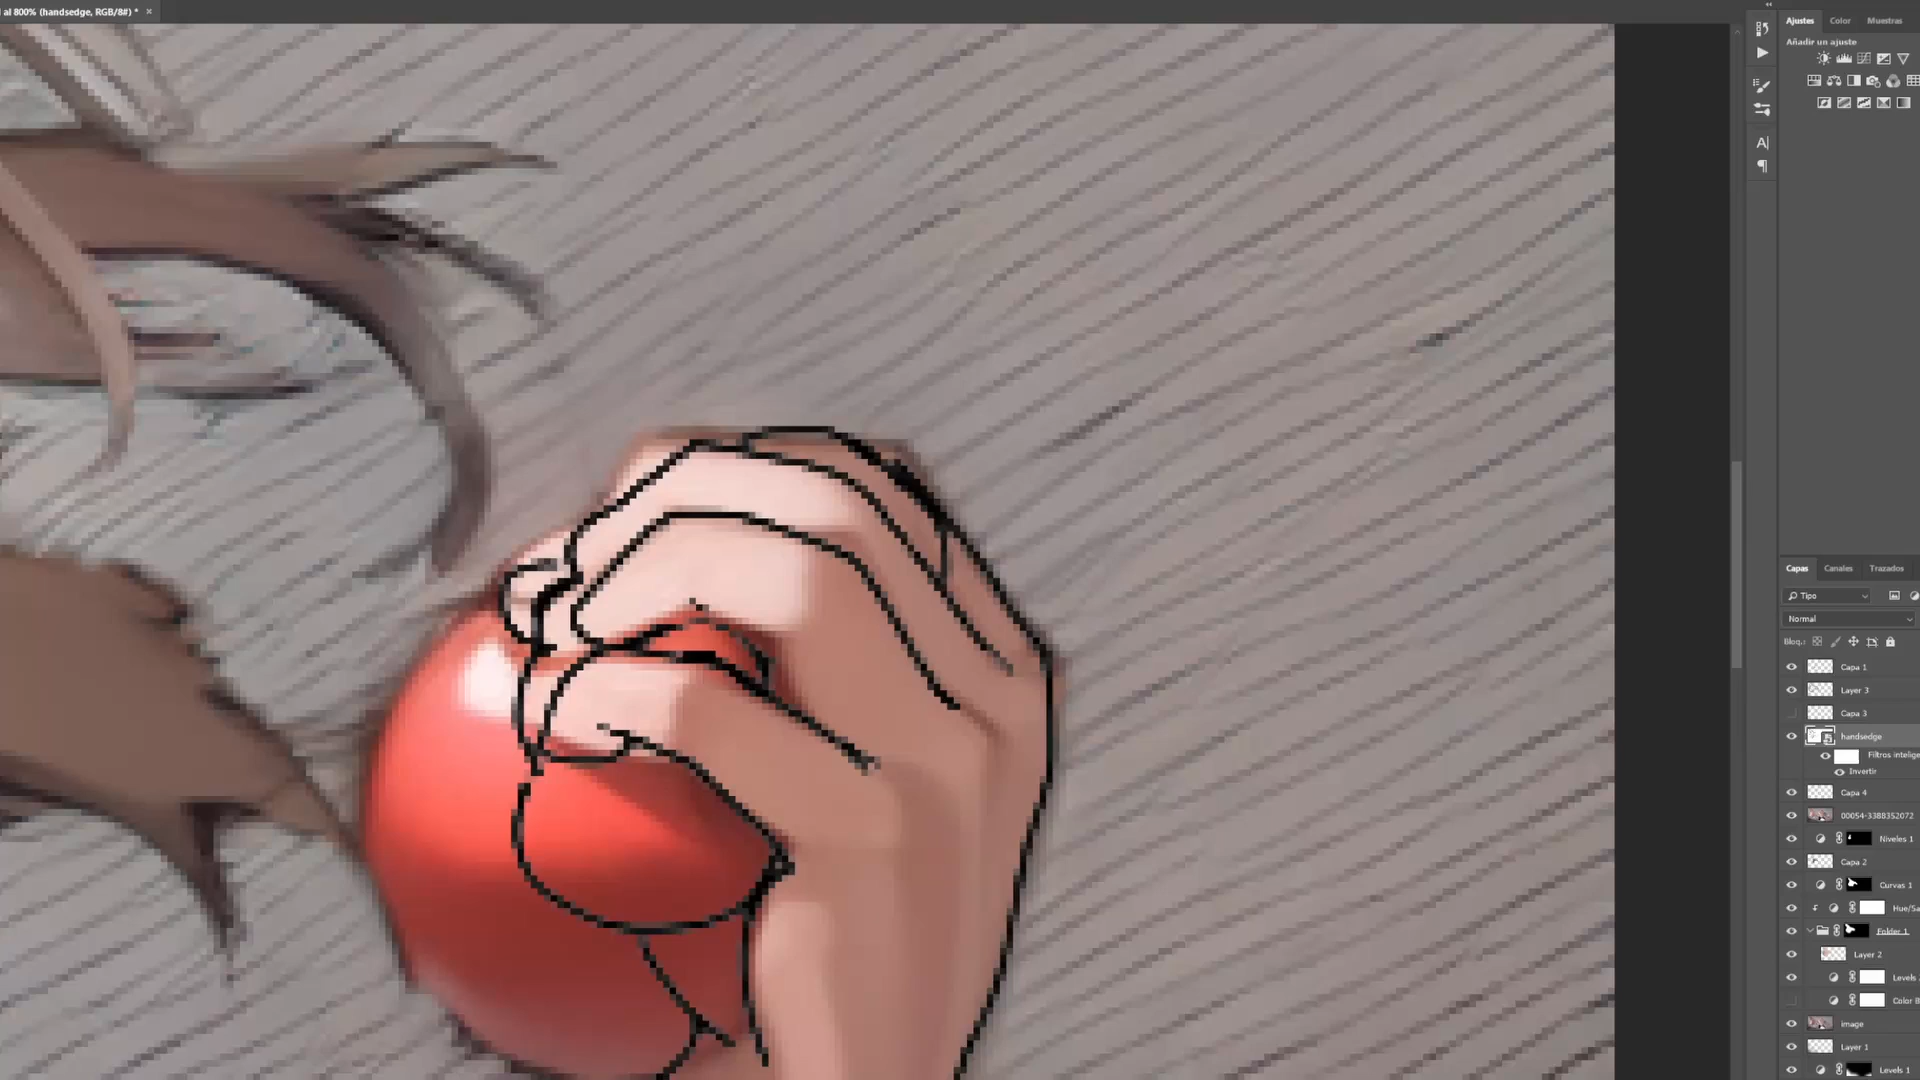 al 800% (handsedge, RGB/8#) *
Ajustes Color Muestras
Añadir un ajuste
Capas Canales Trazados
Tipo
Normal
Bloq.:
Capa 1
Layer 3
Capa 3
handsedge
Filtros intelige
Invertir
Capa 4
00054-3388352072
Niveles 1
Capa 2
Curvas 1
Hue/Sa
Folder 1
Layer 2
Levels
Color B
image
Layer 1
Levels 1